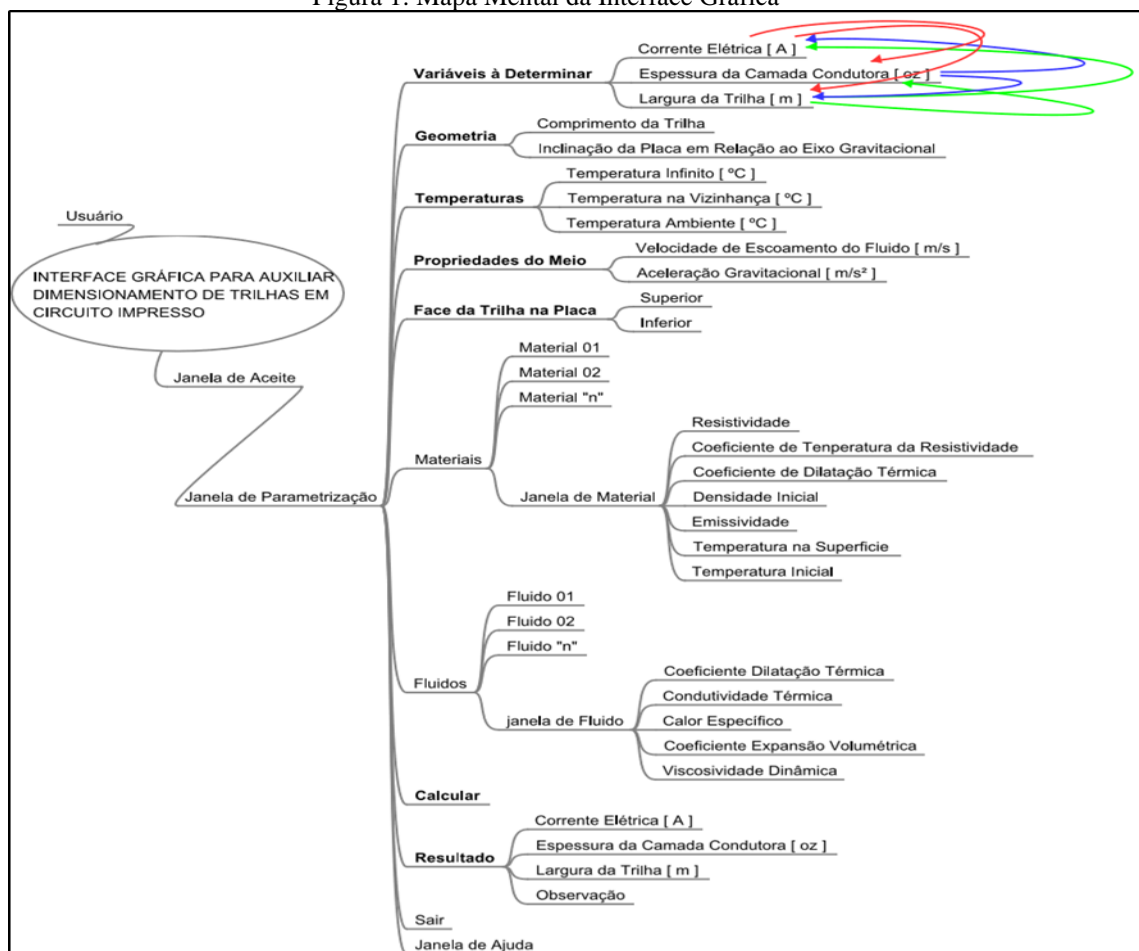 Figura 1: Mapa Mental da Interface Gráfica
Usuário
INTERFACE GRÁFICA PARA AUXILIAR
DIMENSIONAMENTO DE TRILHAS EM
CIRCUITO IMPRESSO
Janela de Aceite
Janela de Parametrização
Variáveis à Determinar
Corrente Elétrica [ A ]
Espessura da Camada Condutora [ oz ]
Largura da Trilha [ m ]
Geometria
Comprimento da Trilha
Inclinação da Placa em Relação ao Eixo Gravitacional
Temperaturas
Temperatura Infinito [ ºC ]
Temperatura na Vizinhança [ ºC ]
Temperatura Ambiente [ ºC ]
Propriedades do Meio
Velocidade de Escoamento do Fluido [ m/s ]
Aceleração Gravitacional [ m/s² ]
Face da Trilha na Placa
Superior
Inferior
Materiais
Material 01
Material 02
Material "n"
Janela de Material
Resistividade
Coeficiente de Tenperatura da Resistividade
Coeficiente de Dilatação Térmica
Densidade Inicial
Emissividade
Temperatura na Superficie
Temperatura Inicial
Fluidos
Fluido 01
Fluido 02
Fluido "n"
janela de Fluido
Coeficiente Dilatação Térmica
Condutividade Térmica
Calor Específico
Coeficiente Expansão Volumétrica
Viscosividade Dinâmica
Calcular
Resultado
Corrente Elétrica [ A ]
Espessura da Camada Condutora [ oz ]
Largura da Trilha [ m ]
Observação
Sair
Janela de Ajuda